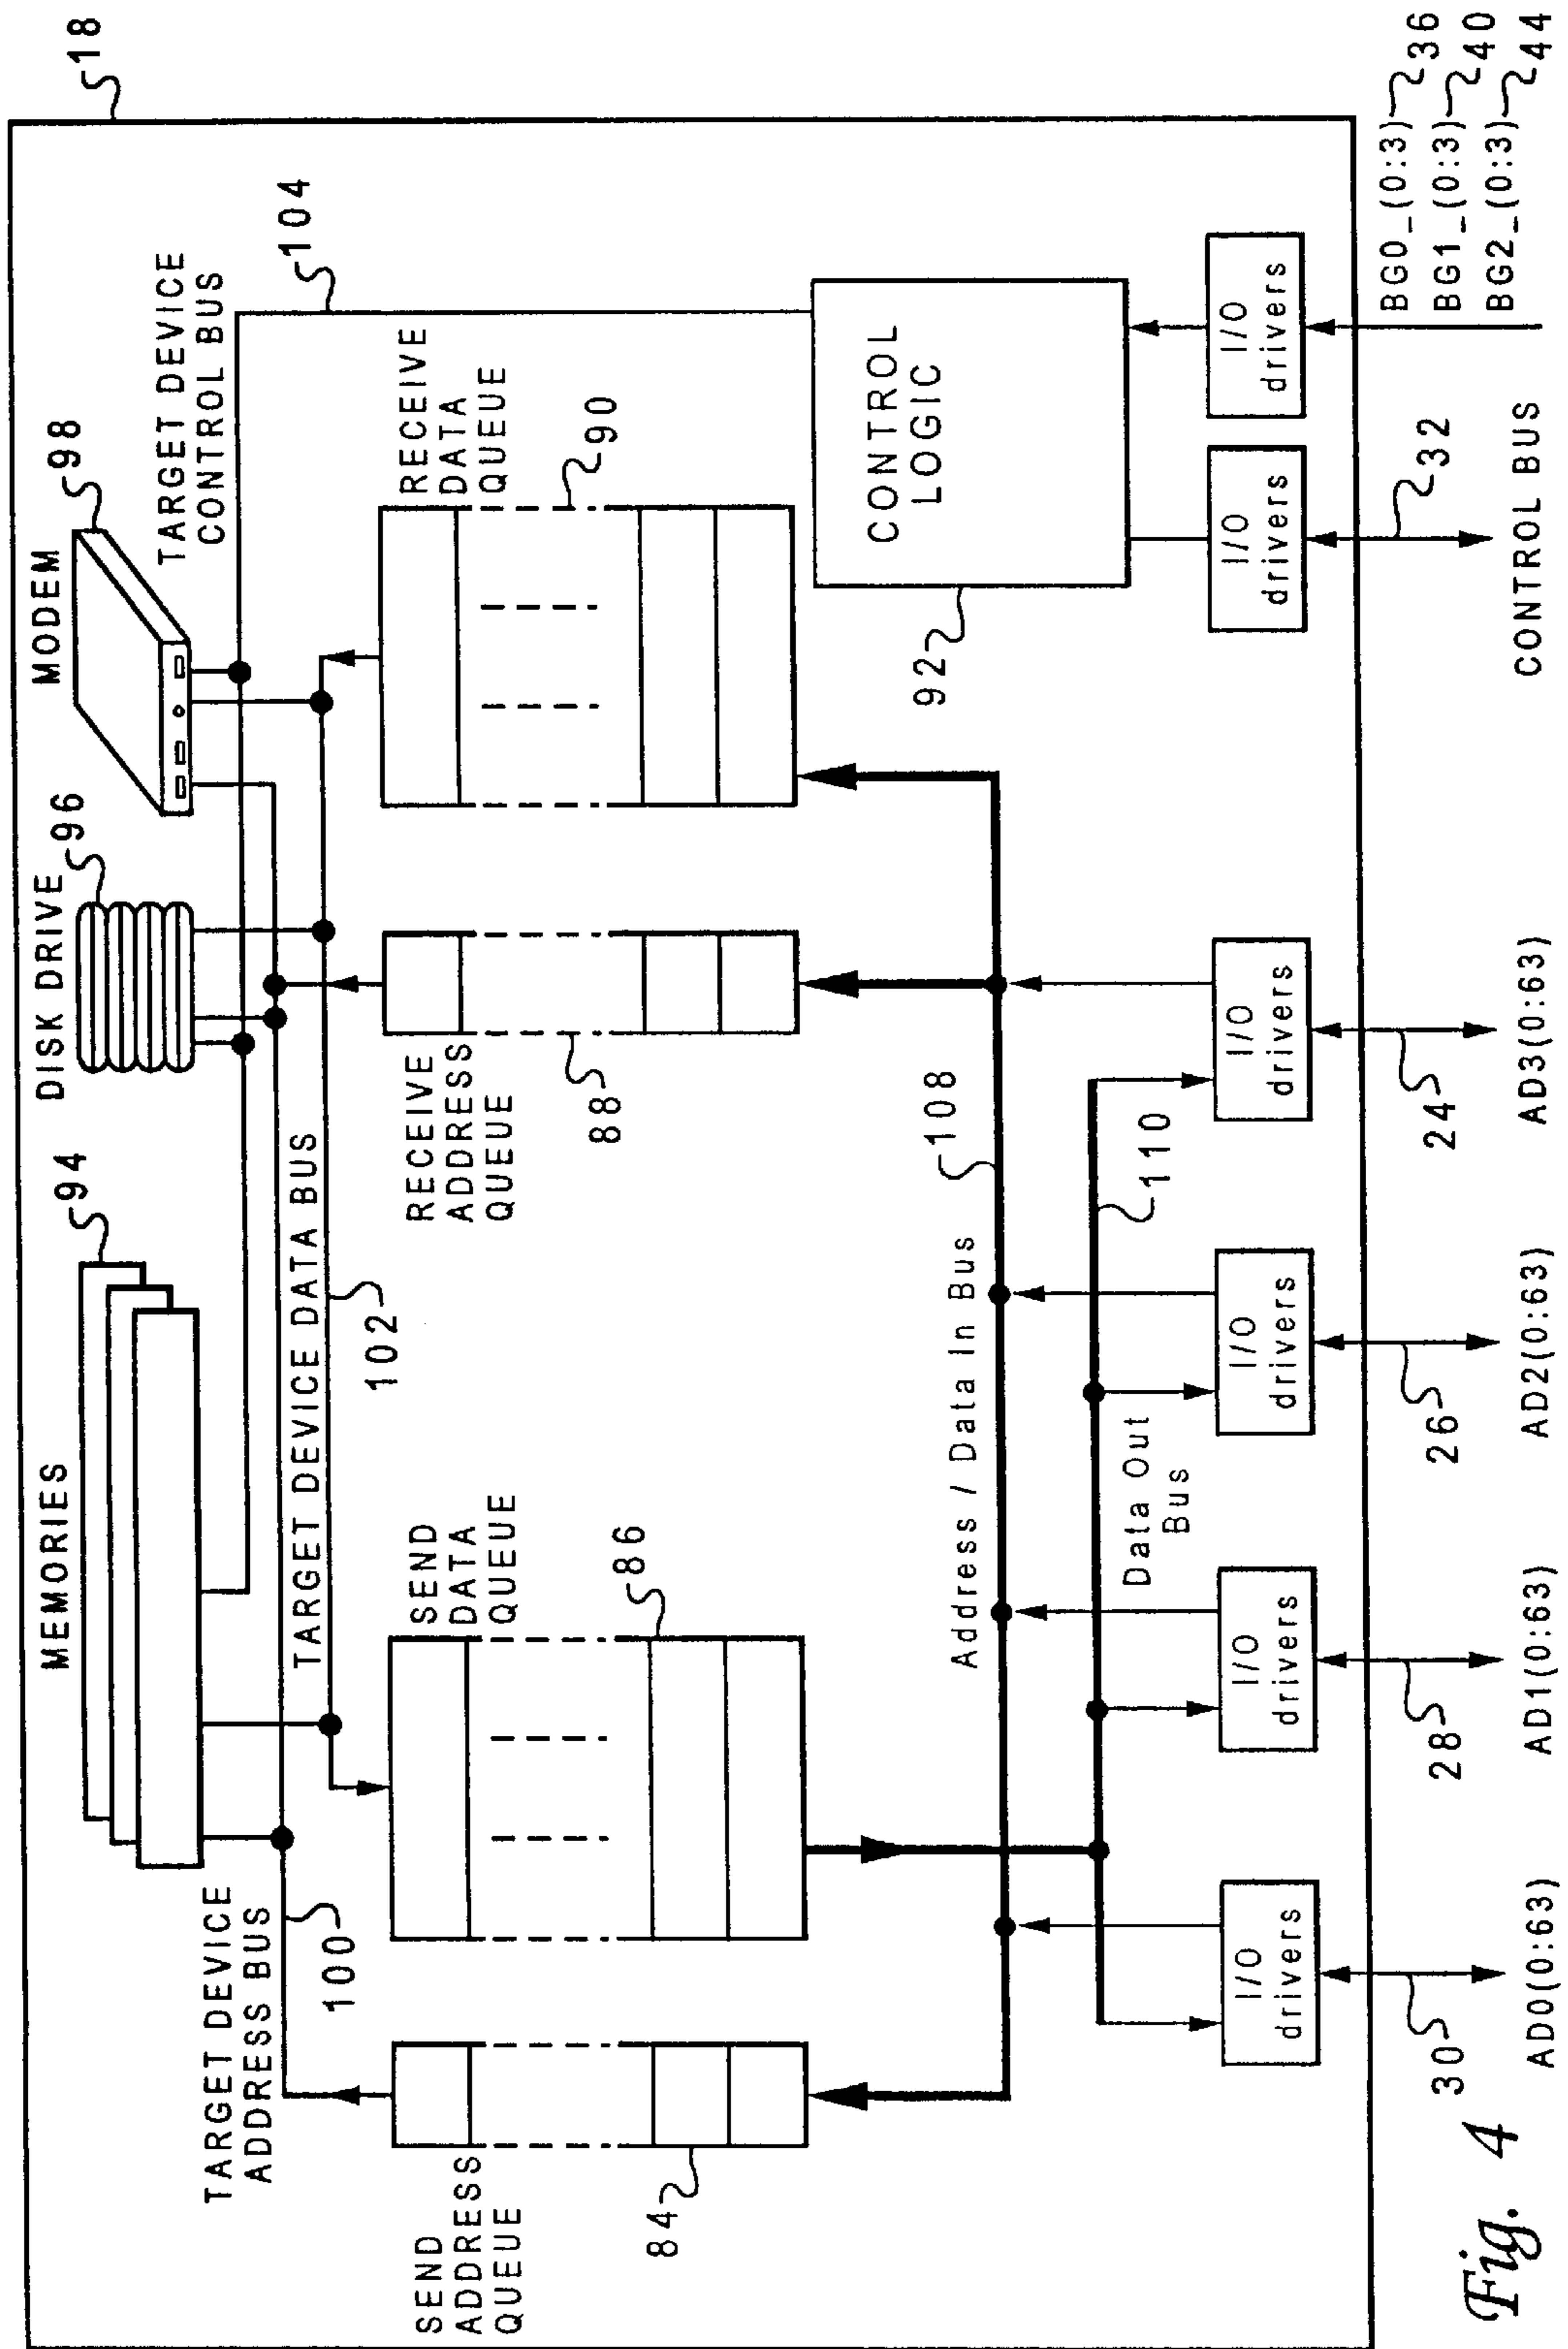 18
MEMORIES
94
DISK DRIVE
96
MODEM
98
TARGET DEVICE
ADDRESS BUS
100
TARGET DEVICE DATA BUS
102
TARGET DEVICE
CONTROL BUS
104
SEND
ADDRESS
QUEUE
84
SEND
DATA
QUEUE
86
RECEIVE
ADDRESS
QUEUE
88
RECEIVE
DATA
QUEUE
90
CONTROL
LOGIC
92
Address / Data In Bus
108
Data Out
Bus
110
I/O
drivers
I/O
drivers
I/O
drivers
I/O
drivers
I/O
drivers
I/O
drivers
30
28
26
24
32
AD0(0:63)
AD1(0:63)
AD2(0:63)
AD3(0:63)
CONTROL BUS
BG0_(0:3) 36
BG1_(0:3) 40
BG2_(0:3) 44
Fig. 4